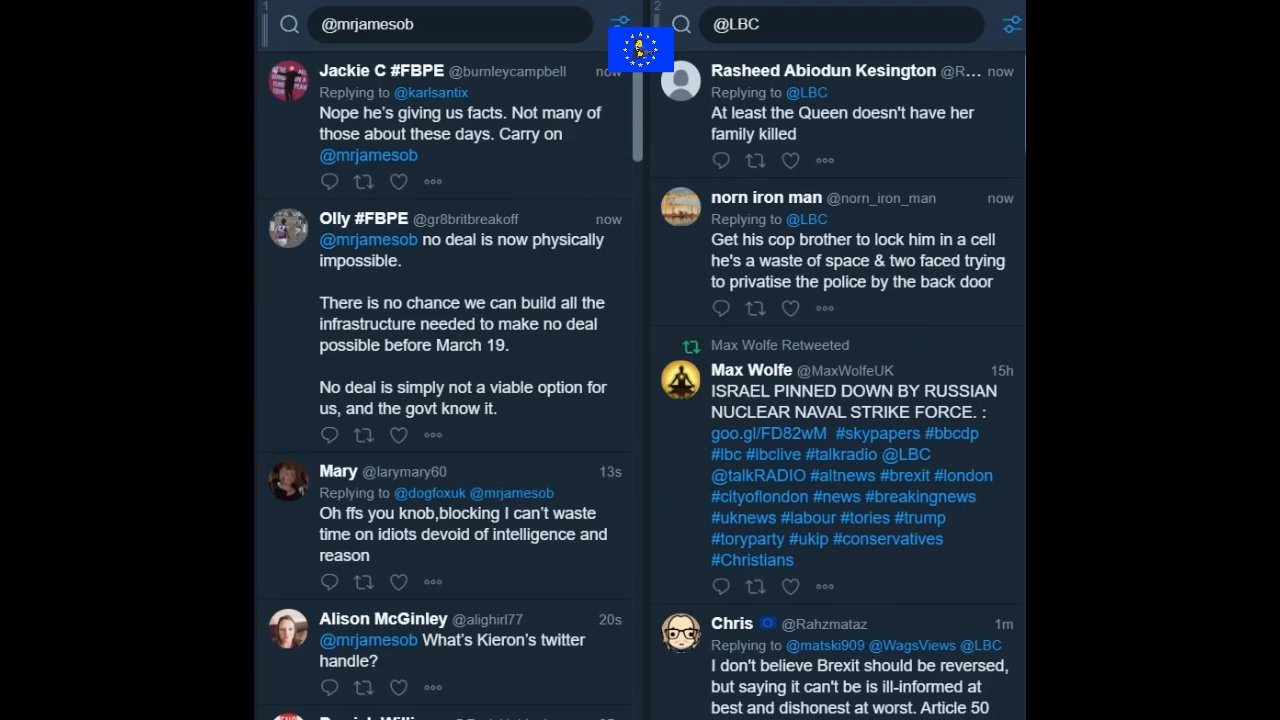 1
@mrjamesob
Jackie C #FBPE @burnleycampbell now
Replying to @karlsantix
Nope he's giving us facts. Not many of
those about these days. Carry on
@mrjamesob
Olly #FBPE @gr8britbreakoff now
@mrjamesob no deal is now physically
impossible.
There is no chance we can build all the
infrastructure needed to make no deal
possible before March 19.
No deal is simply not a viable option for
us, and the govt know it.
Mary @larymary60 13s
Replying to @dogfoxuk @mrjamesob
Oh ffs you knob,blocking I can't waste
time on idiots devoid of intelligence and
reason
Alison McGinley @alighirl77 20s
@mrjamesob What's Kieron's twitter
handle?
2
@LBC
Rasheed Abiodun Kesington @R... now
Replying to @LBC
At least the Queen doesn't have her
family killed
norn iron man @norn_iron_man now
Replying to @LBC
Get his cop brother to lock him in a cell
he's a waste of space & two faced trying
to privatise the police by the back door
Max Wolfe Retweeted
Max Wolfe @MaxWolfeUK 15h
ISRAEL PINNED DOWN BY RUSSIAN
NUCLEAR NAVAL STRIKE FORCE. :
goo.gl/FD82wM #skypapers #bbcdp
#lbc #lbclive #talkradio @LBC
@talkRADIO #altnews #brexit #london
#cityoflondon #news #breakingnews
#uknews #labour #tories #trump
#toryparty #ukip #conservatives
#Christians
Chris @Rahzmataz 1m
Replying to @matski909 @WagsViews @LBC
I don't believe Brexit should be reversed,
but saying it can't be is ill-informed at
best and dishonest at worst. Article 50